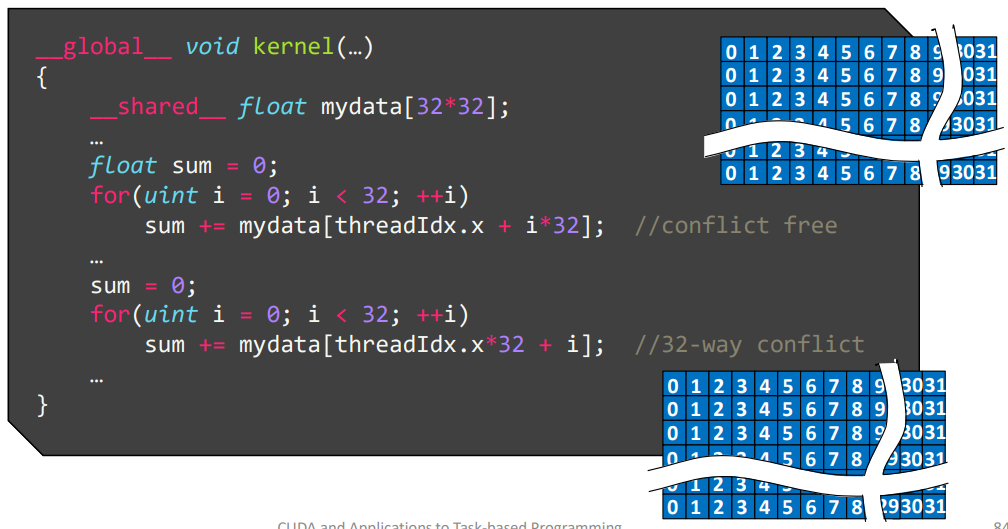 __global__ void kernel(…)
{
__shared__ float mydata[32*32];
…
float sum = 0;
for(uint i = 0; i < 32; ++i)
sum += mydata[threadIdx.x + i*32]; //conflict free
…
sum = 0;
for(uint i = 0; i < 32; ++i)
sum += mydata[threadIdx.x*32 + i]; //32-way conflict
…
}
0 1 2 3 4 5 6 7 8 9 30 31
0 1 2 3 4 5 6 7 8 9 31
0 1 2 3 4 5 6 7 8 9 31
0 1 4 5 6 7 8 30 31
0 1 2 3 4 30 31
0 1 2 3 4 5 6 7 8 9 30 31
0 1 2 3 4 5 6 7 8 9 30 31
0 1 2 3 4 5 6 7 8 9 30 31
0 1 2 3 4 5 6 7 8 9 30 31
0 4 5 6 7 8 9 30 31
0 1 2 3 4 31
0 1 2 3 4 5 6 7 8 29 30 31
CUDA and Applications to Task-based Programming
84